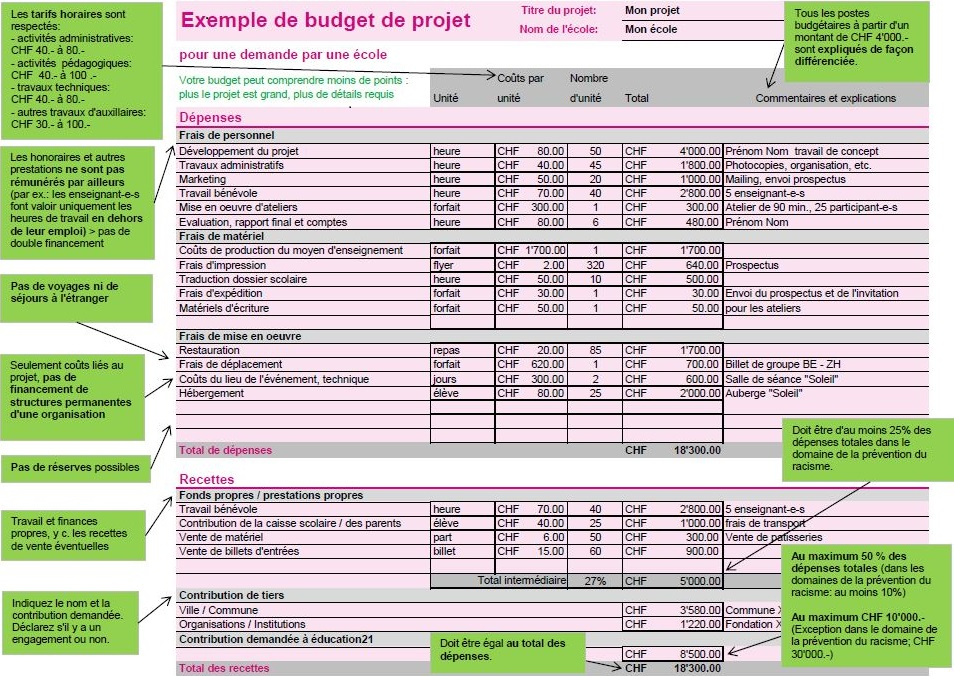 Les tarifs horaires sont
respectés:
- activités administratives:
CHF 40.- à 80.-
- activités pédagogiques:
CHF 40.- à 100 .-
- travaux techniques:
CHF 40.- à 80.-
- autres travaux d'auxillaires:
CHF 30.- à 100.-
Les honoraires et autres
prestations ne sont pas
rémunérés par ailleurs
(par ex.: les enseignant-e-s
font valoir uniquement les
heures de travail en dehors
de leur emploi) > pas de
double financement
Pas de voyages ni de
séjours à l'étranger
Seulement coûts liés au
projet, pas de
financement de
structures permanentes
d'une organisation
Pas de réserves possibles
Travail et finances
propres, y c. les recettes
de vente éventuelles
Indiquez le nom et la
contribution demandée.
Déclarez s'il y a un
engagement ou non.
Exemple de budget de projet
Titre du projet: Mon projet
Nom de l'école: Mon école
pour une demande par une école
Votre budget peut comprendre moins de points :
plus le projet est grand, plus de détails requis
Tous les postes
budgétaires à partir d'un
montant de CHF 4'000.-
sont expliqués de façon
différenciée.
Unité Coûts par unité Nombre d'unité Total Commentaires et explications
Dépenses
Frais de personnel
Développement du projet heure CHF 80.00 50 CHF 4'000.00 Prénom Nom travail de concept
Travaux administratifs heure CHF 40.00 45 CHF 1'800.00 Photocopies, organisation, etc.
Marketing heure CHF 50.00 20 CHF 1'000.00 Mailing, envoi prospectus
Travail bénévole heure CHF 70.00 40 CHF 2'800.00 5 enseignant-e-s
Mise en oeuvre d'ateliers forfait CHF 300.00 1 CHF 300.00 Atelier de 90 min., 25 participant-e-s
Evaluation, rapport final et comptes heure CHF 80.00 6 CHF 480.00 Prénom Nom
Frais de matériel
Coûts de production du moyen d'enseignement forfait CHF 1'700.00 1 CHF 1'700.00
Frais d'impression flyer CHF 2.00 320 CHF 640.00 Prospectus
Traduction dossier scolaire heure CHF 50.00 10 CHF 500.00
Frais d'expédition forfait CHF 30.00 1 CHF 30.00 Envoi du prospectus et de l'invitation
Matériels d'écriture forfait CHF 50.00 1 CHF 50.00 pour les ateliers
Frais de mise en oeuvre
Restauration repas CHF 20.00 85 CHF 1'700.00
Frais de déplacement forfait CHF 620.00 1 CHF 700.00 Billet de groupe BE - ZH
Coûts du lieu de l'événement, technique jours CHF 300.00 2 CHF 600.00 Salle de séance "Soleil"
Hébergement élève CHF 80.00 25 CHF 2'000.00 Auberge "Soleil"
Total de dépenses CHF 18'300.00
Doit être d'au moins 25% des
dépenses totales dans le
domaine de la prévention du
racisme.
Recettes
Fonds propres / prestations propres
Travail bénévole heure CHF 70.00 40 CHF 2'800.00 5 enseignant-e-s
Contribution de la caisse scolaire / des parents élève CHF 40.00 25 CHF 1'000.00 frais de transport
Vente de matériel part CHF 6.00 50 CHF 300.00 Vente de patisseries
Vente de billets d'entrées billet CHF 15.00 60 CHF 900.00
Total intermédiaire 27% CHF 5'000.00
Contribution de tiers
Ville / Commune CHF 3'580.00 Commune X
Organisations / Institutions CHF 1'220.00 Fondation X
Contribution demandée à éducation21
CHF 8'500.00
Total des recettes CHF 18'300.00
Doit être égal au total des
dépenses.
Au maximum 50 % des
dépenses totales (dans les
domaines de la prévention du
racisme: au moins 10%)
Au maximum CHF 10'000.-
(Exception dans le domaine de
la prévention du racisme; CHF
30'000.-)